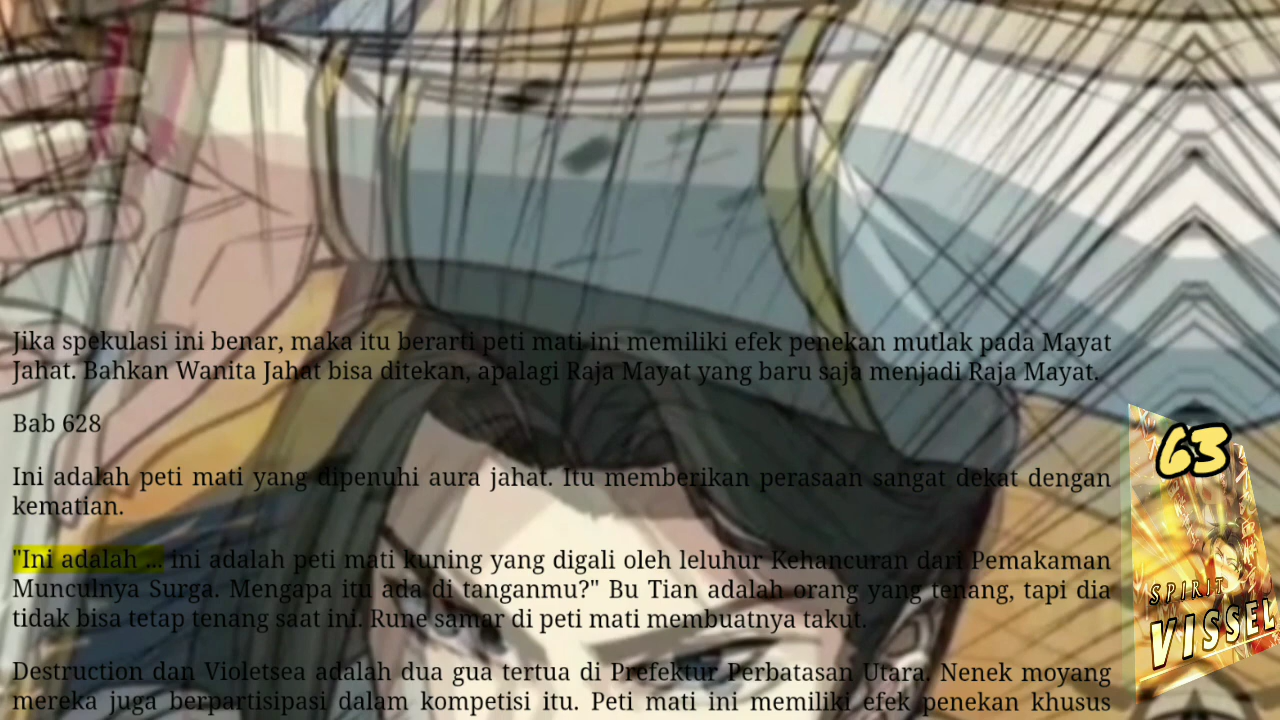 Jika spekulasi ini benar, maka itu berarti peti mati ini memiliki efek penekan mutlak pada Mayat
Jahat. Bahkan Wanita Jahat bisa ditekan, apalagi Raja Mayat yang baru saja menjadi Raja Mayat.
Bab 628
Ini adalah peti mati yang dipenuhi aura jahat. Itu memberikan perasaan sangat dekat dengan
kematian.
"Ini adalah ... ini adalah peti mati kuning yang digali oleh leluhur Kehancuran dari Pemakaman
Munculnya Surga. Mengapa itu ada di tanganmu?" Bu Tian adalah orang yang tenang, tapi dia
tidak bisa tetap tenang saat ini. Rune samar di peti mati membuatnya takut.
Destruction dan Violetsea adalah dua gua tertua di Prefektur Perbatasan Utara. Nenek moyang
mereka juga berpartisipasi dalam kompetisi itu. Peti mati ini memiliki efek penekan khusus
63
SPIRIT
VISSEL